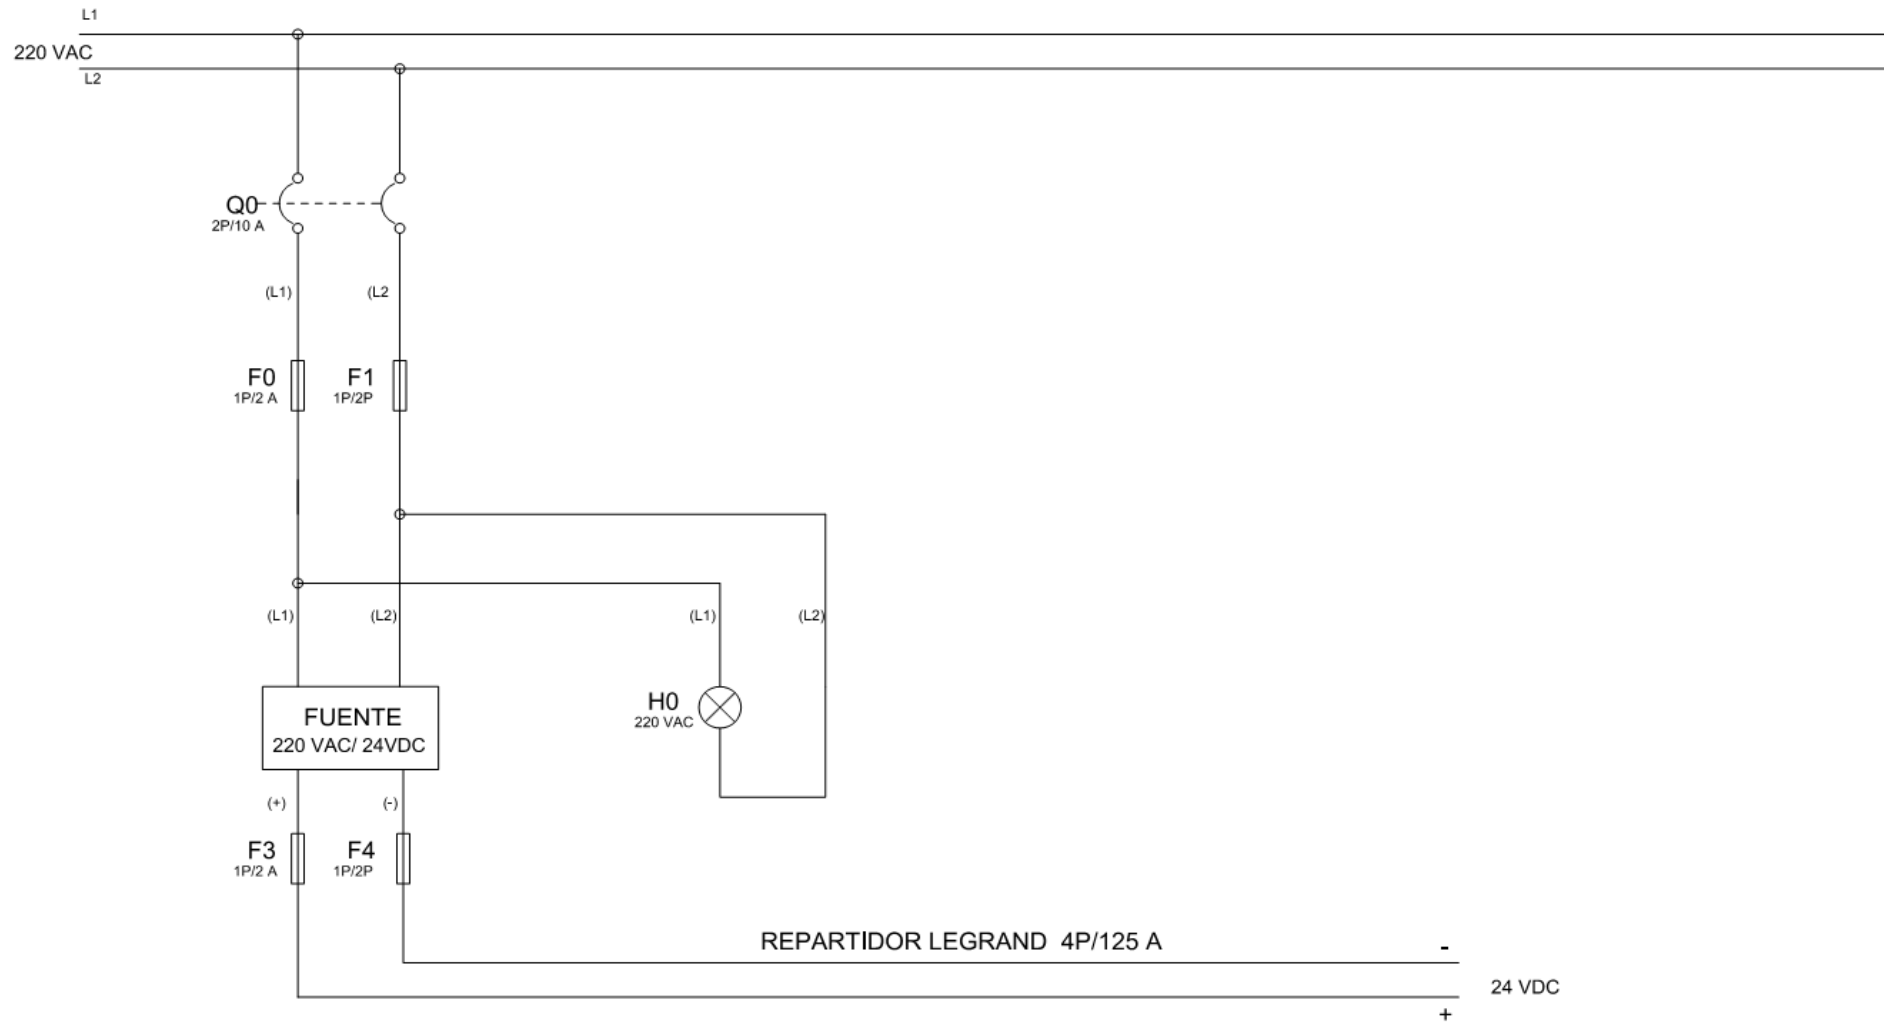 L1
220 VAC
L2
Q0
2P/10 A
(L1)
(L2
F0
1P/2 A
F1
1P/2P
(L1)
(L2)
(L1)
(L2)
FUENTE
220 VAC/ 24VDC
H0
220 VAC
(+)
(-)
F3
1P/2 A
F4
1P/2P
REPARTIDOR LEGRAND 4P/125 A
-
24 VDC
+